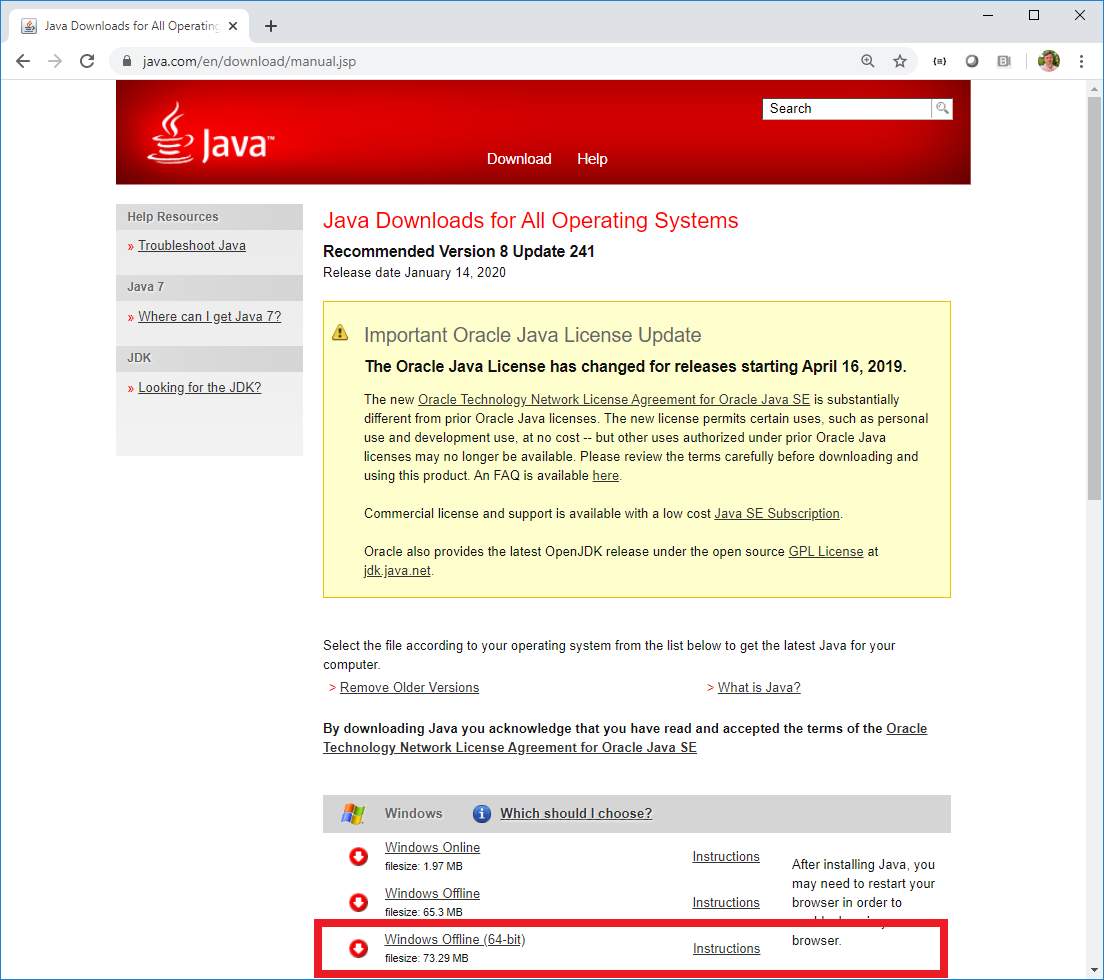 Java Downloads for All Operating
java.com/en/download/manual.jsp
Search
Java™
Download Help
Help Resources
» Troubleshoot Java
Java 7
» Where can I get Java 7?
JDK
» Looking for the JDK?
Java Downloads for All Operating Systems
Recommended Version 8 Update 241
Release date January 14, 2020
Important Oracle Java License Update
The Oracle Java License has changed for releases starting April 16, 2019.
The new Oracle Technology Network License Agreement for Oracle Java SE is substantially
different from prior Oracle Java licenses. The new license permits certain uses, such as personal
use and development use, at no cost -- but other uses authorized under prior Oracle Java
licenses may no longer be available. Please review the terms carefully before downloading and
using this product. An FAQ is available here.
Commercial license and support is available with a low cost Java SE Subscription.
Oracle also provides the latest OpenJDK release under the open source GPL License at
jdk.java.net.
Select the file according to your operating system from the list below to get the latest Java for your
computer.
> Remove Older Versions > What is Java?
By downloading Java you acknowledge that you have read and accepted the terms of the Oracle
Technology Network License Agreement for Oracle Java SE
Windows Which should I choose?
Windows Online
filesize: 1.97 MB
Instructions
Windows Offline
filesize: 65.3 MB
Instructions
Windows Offline (64-bit)
filesize: 73.29 MB
Instructions
After installing Java, you
may need to restart your
browser in order to
browser.